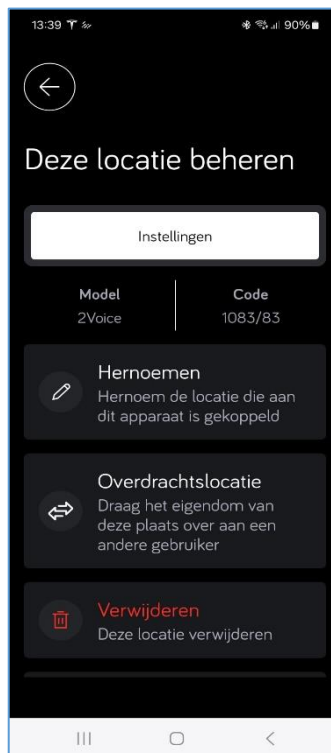 13:39
90%
Deze locatie beheren
Instellingen
Model
Code
2Voice
1083/83
Hernoemen
Hernoem de locatie die aan
dit apparaat is gekoppeld
Overdrachtslocatie
Draag het eigendom van
deze plaats over aan een
andere gebruiker
Verwijderen
Deze locatie verwijderen